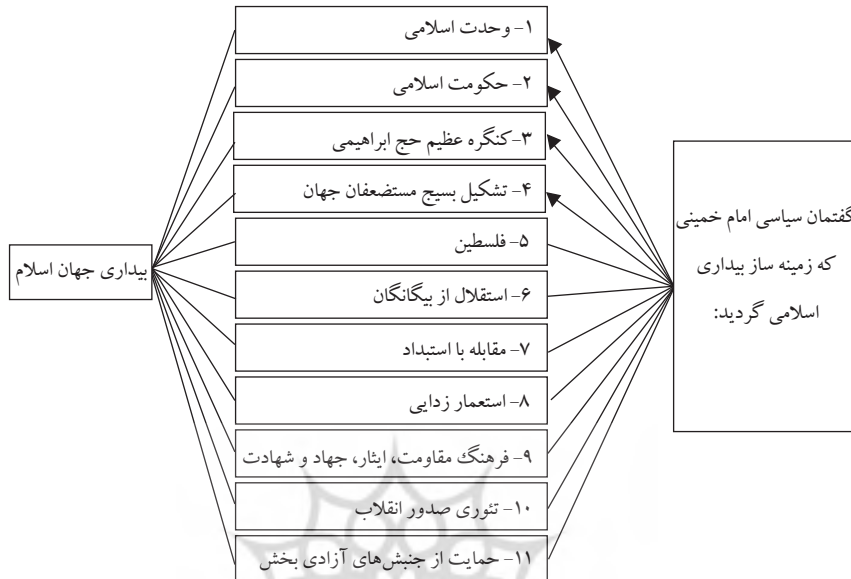 گفتمان سیاسی امام خمینی
که زمینه ساز بیداری
اسلامی گردید:
۱- وحدت اسلامی
۲- حکومت اسلامی
۳-کنگره عظیم حج ابراهیمی
۴- تشکیل بسیج مستضعفان جهان
۵- فلسطین
۶- استقلال از بیگانگان
۷- مقابله با استبداد
۸- استعمار زدایی
۹- فرهنگ مقاومت، ایثار، جهاد و شهادت
۱۰- تئوری صدور انقلاب
۱۱- حمایت از جنبش‌های آزادی بخش
بیداری جهان اسلام